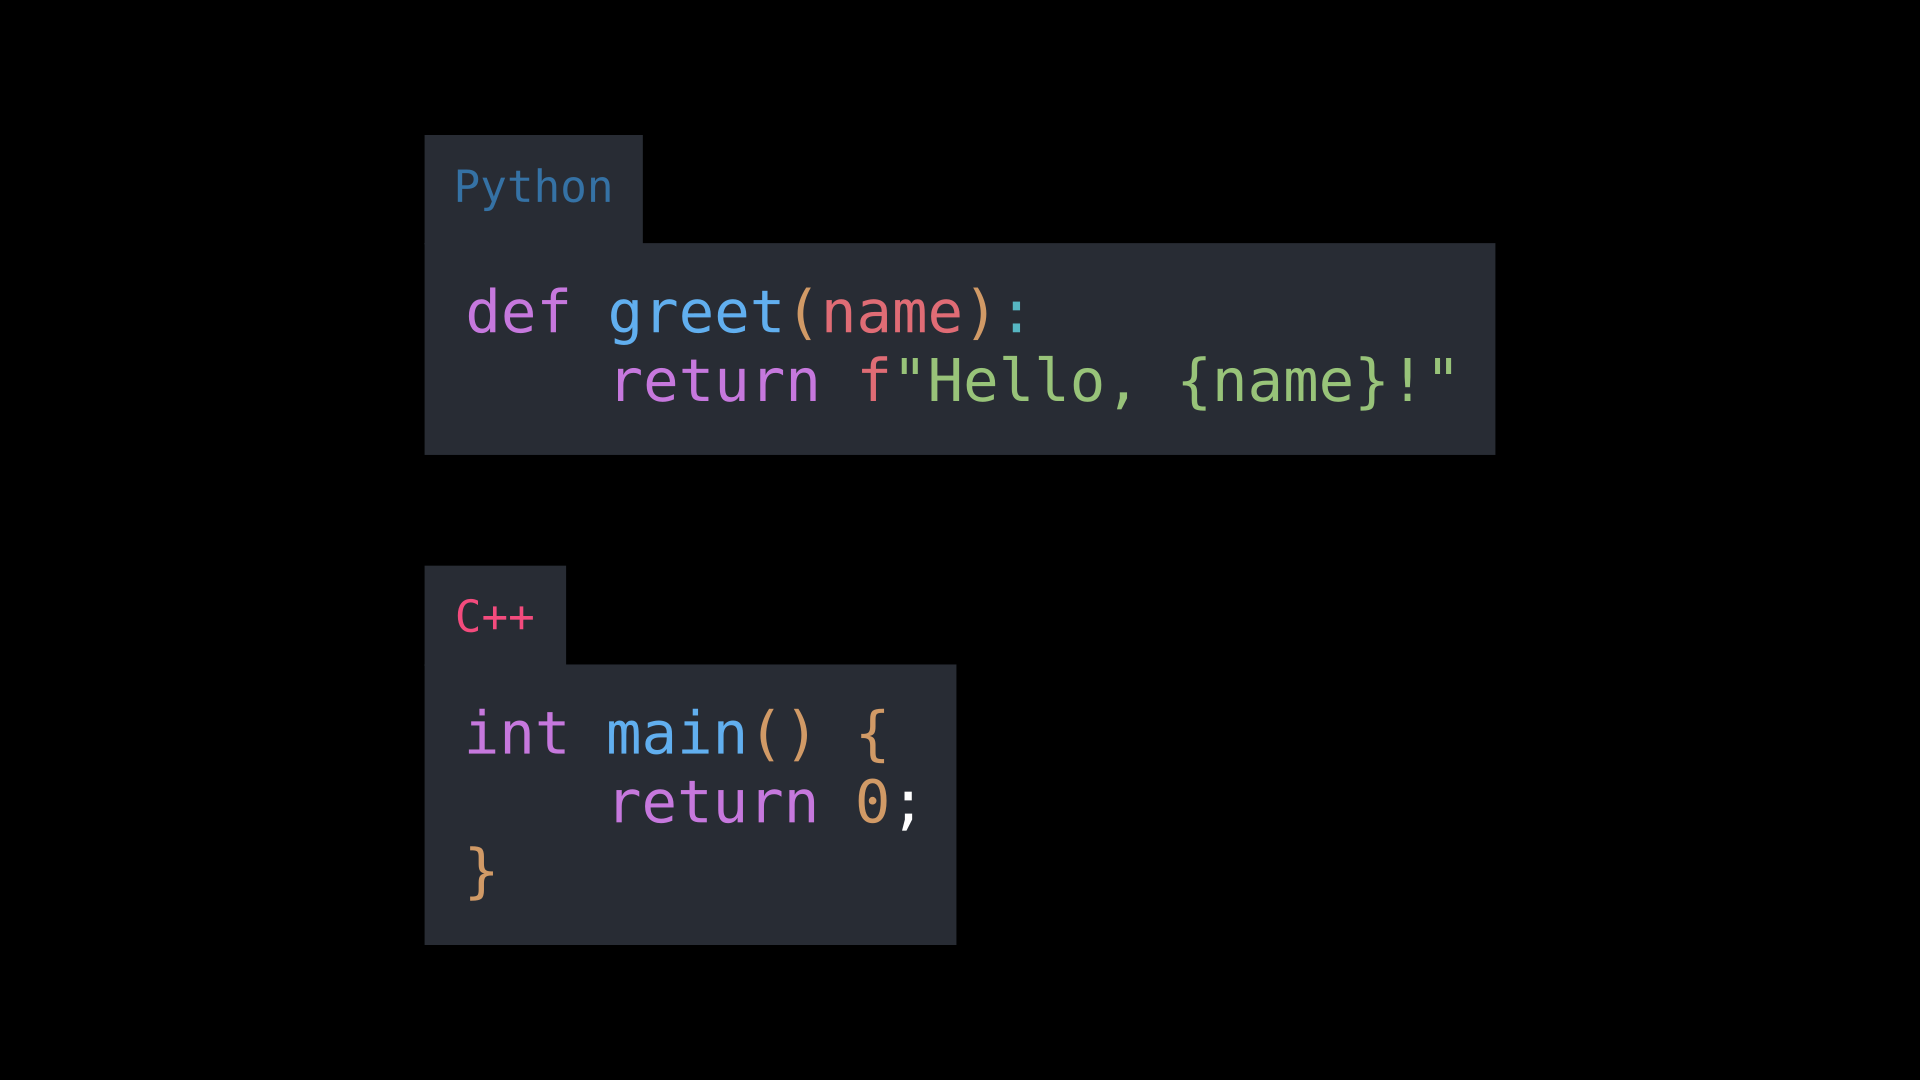 Python
def greet(name):
    return f"Hello, {name}!"
C++
int main() {
    return 0;
}